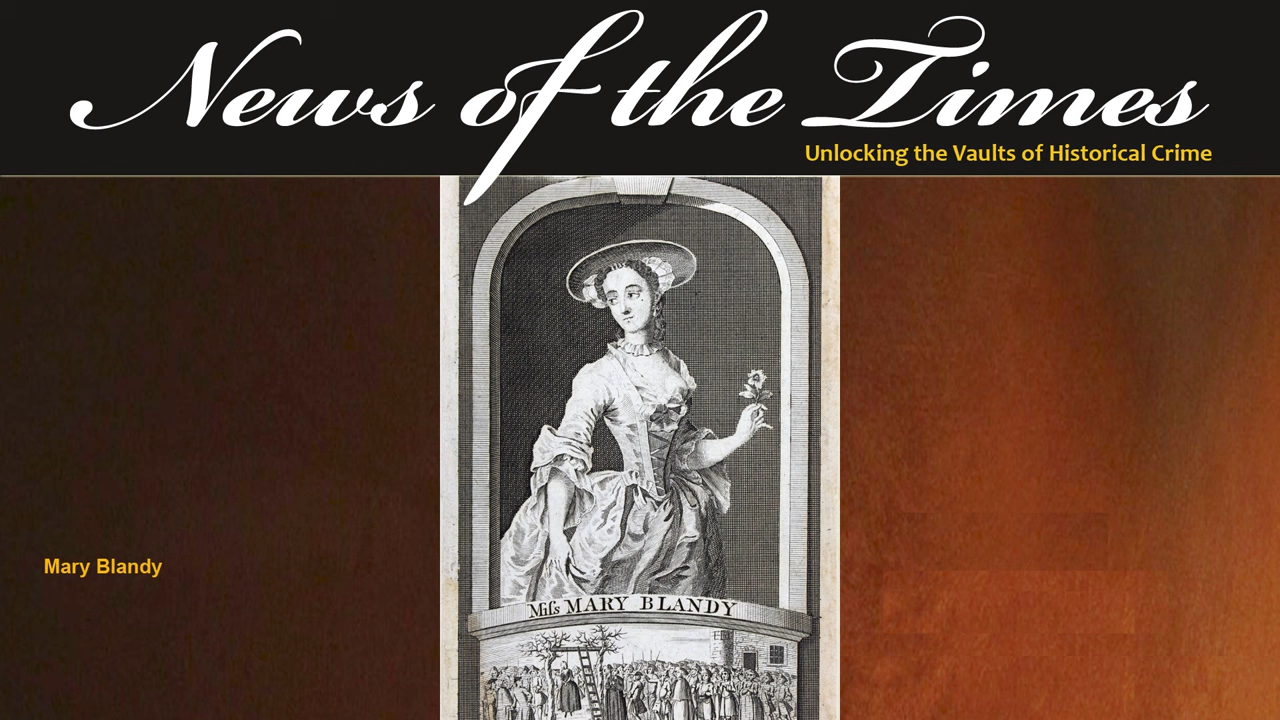 News of the Times
Unlocking the Vaults of Historical Crime
Mary Blandy
Miſs MARY BLANDY